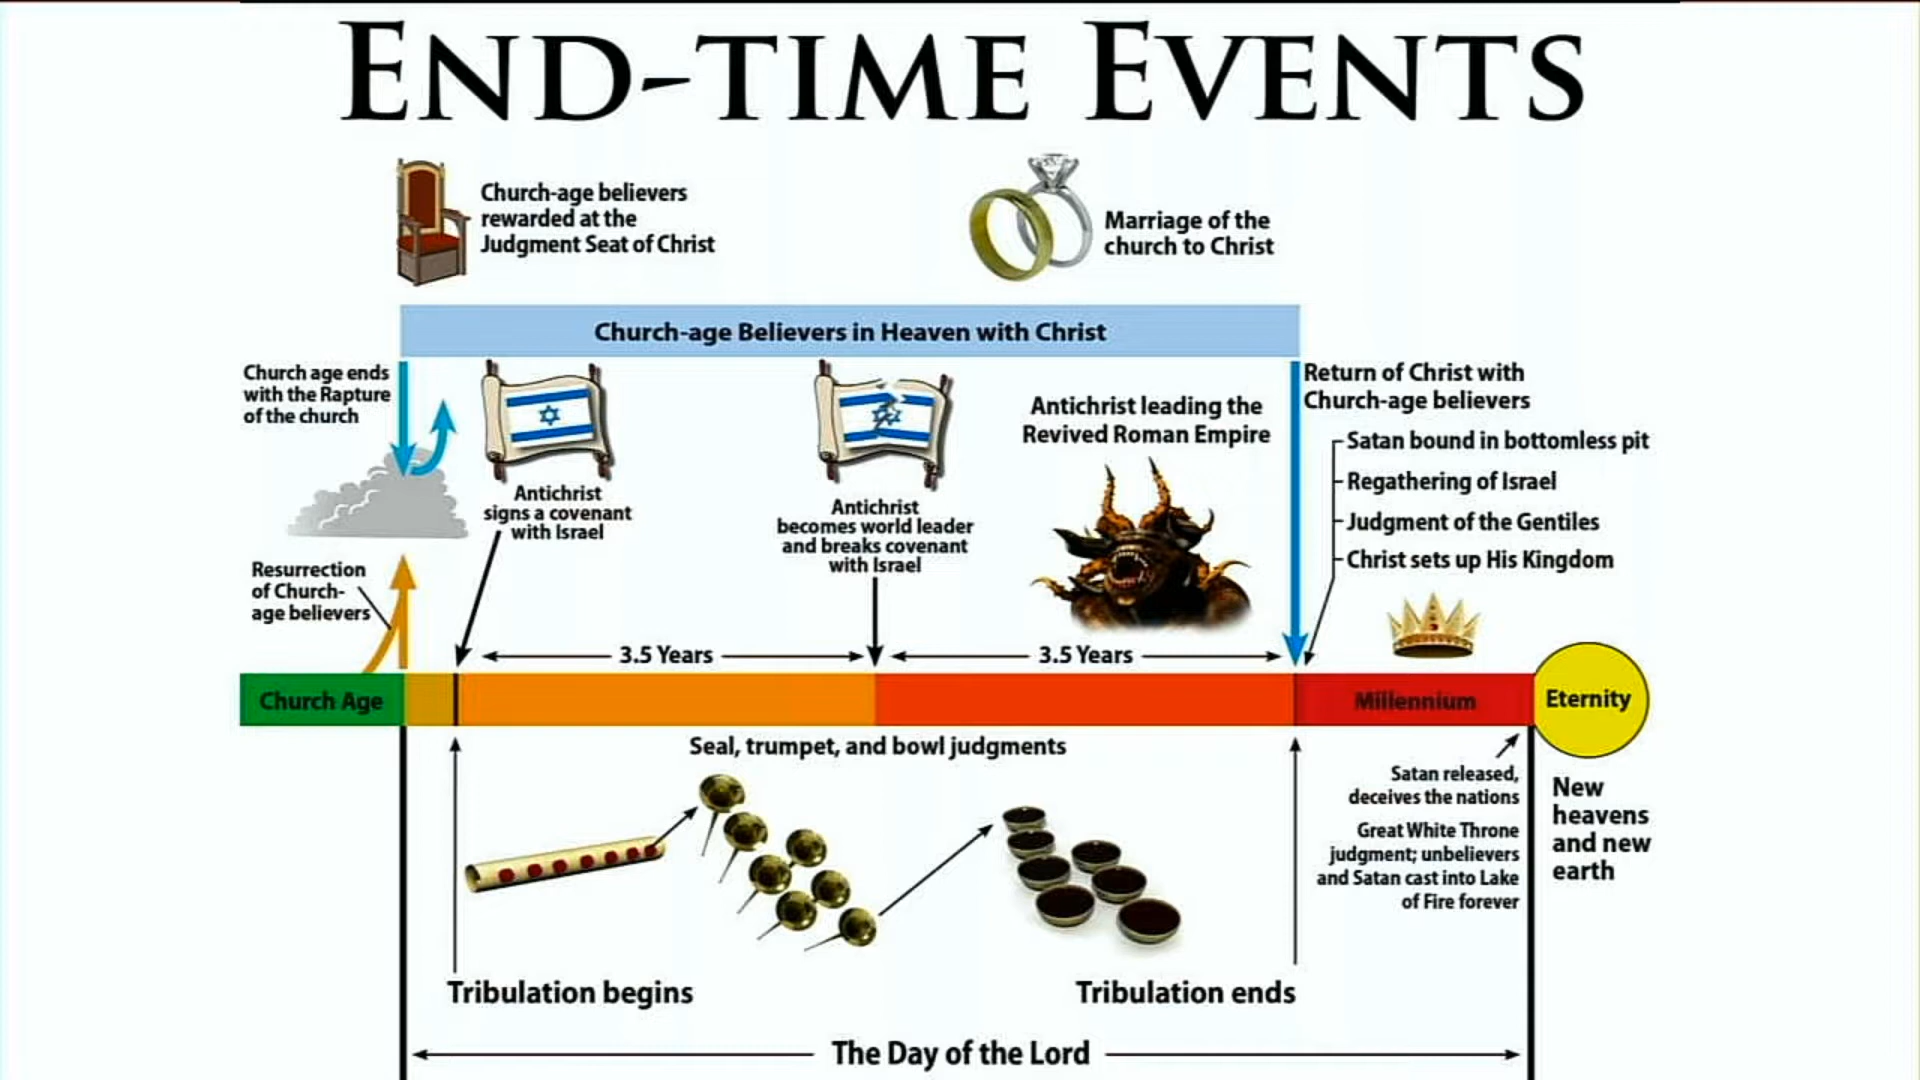 END-TIME EVENTS
Church-age believers
rewarded at the
Judgment Seat of Christ
Marriage of the
church to Christ
Church-age Believers in Heaven with Christ
Church age ends
with the Rapture
of the church
Antichrist
signs a covenant
with Israel
Antichrist
becomes world leader
and breaks covenant
with Israel
Antichrist leading the
Revived Roman Empire
Return of Christ with
Church-age believers
Satan bound in bottomless pit
Regathering of Israel
Judgment of the Gentiles
Christ sets up His Kingdom
Resurrection
of Church-
age believers
3.5 Years
3.5 Years
Church Age
Millennium
Eternity
Seal, trumpet, and bowl judgments
Satan released,
deceives the nations
Great White Throne
judgment; unbelievers
and Satan cast into Lake
of Fire forever
New
heavens
and new
earth
Tribulation begins
Tribulation ends
The Day of the Lord